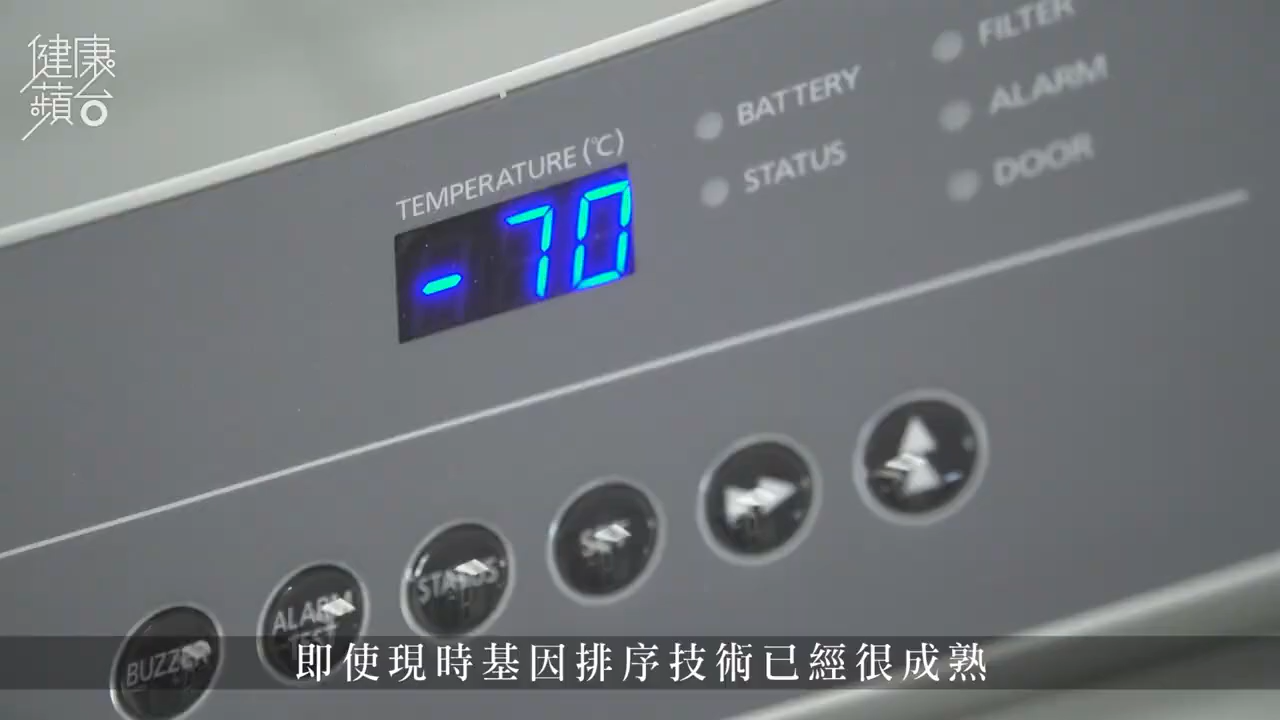 健康
蘋台
FILTER
BATTERY
ALARM
TEMPERATURE (℃)
STATUS
DOOR
-70
SET
STATUS
ALARM
TEST
BUZZER
即使現時基因排序技術已經很成熟